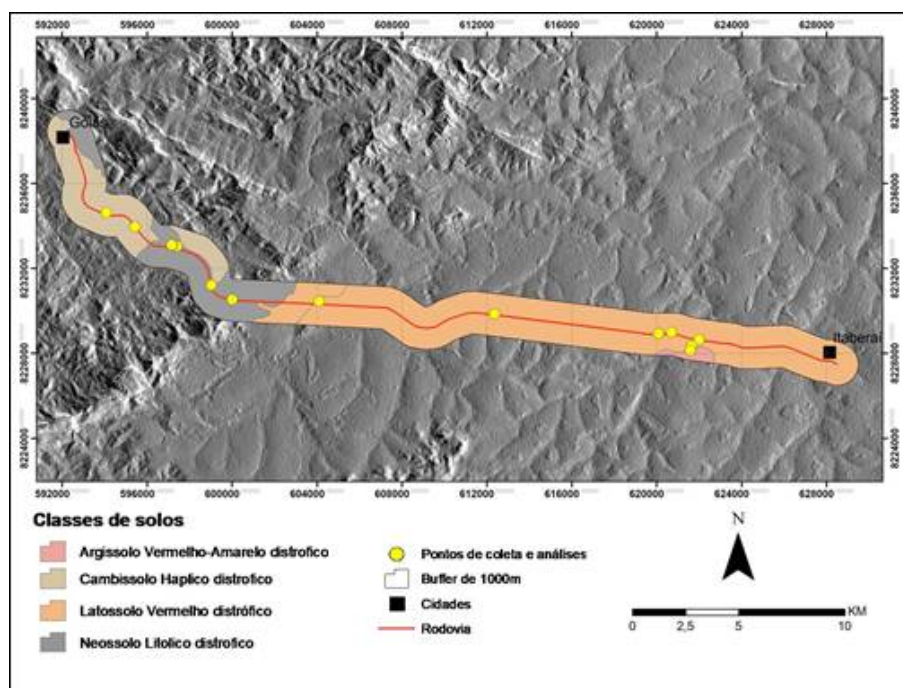 592000 596000 600000 604000 608000 612000 616000 620000 624000 628000
8240000 8240000
Goiás
8236000 8236000
8232000 8232000
Itaberaí
8228000 8228000
8224000 8224000
592000 596000 600000 604000 608000 612000 616000 620000 624000 628000
Classes de solos
N
Argissolo Vermelho-Amarelo distrofico
Cambissolo Haplico distrofico
Latossolo Vermelho distrófico
Neossolo Litolico distrofico
Pontos de coleta e análises
Buffer de 1000m
Cidades
Rodovia
KM
0 2,5 5 10